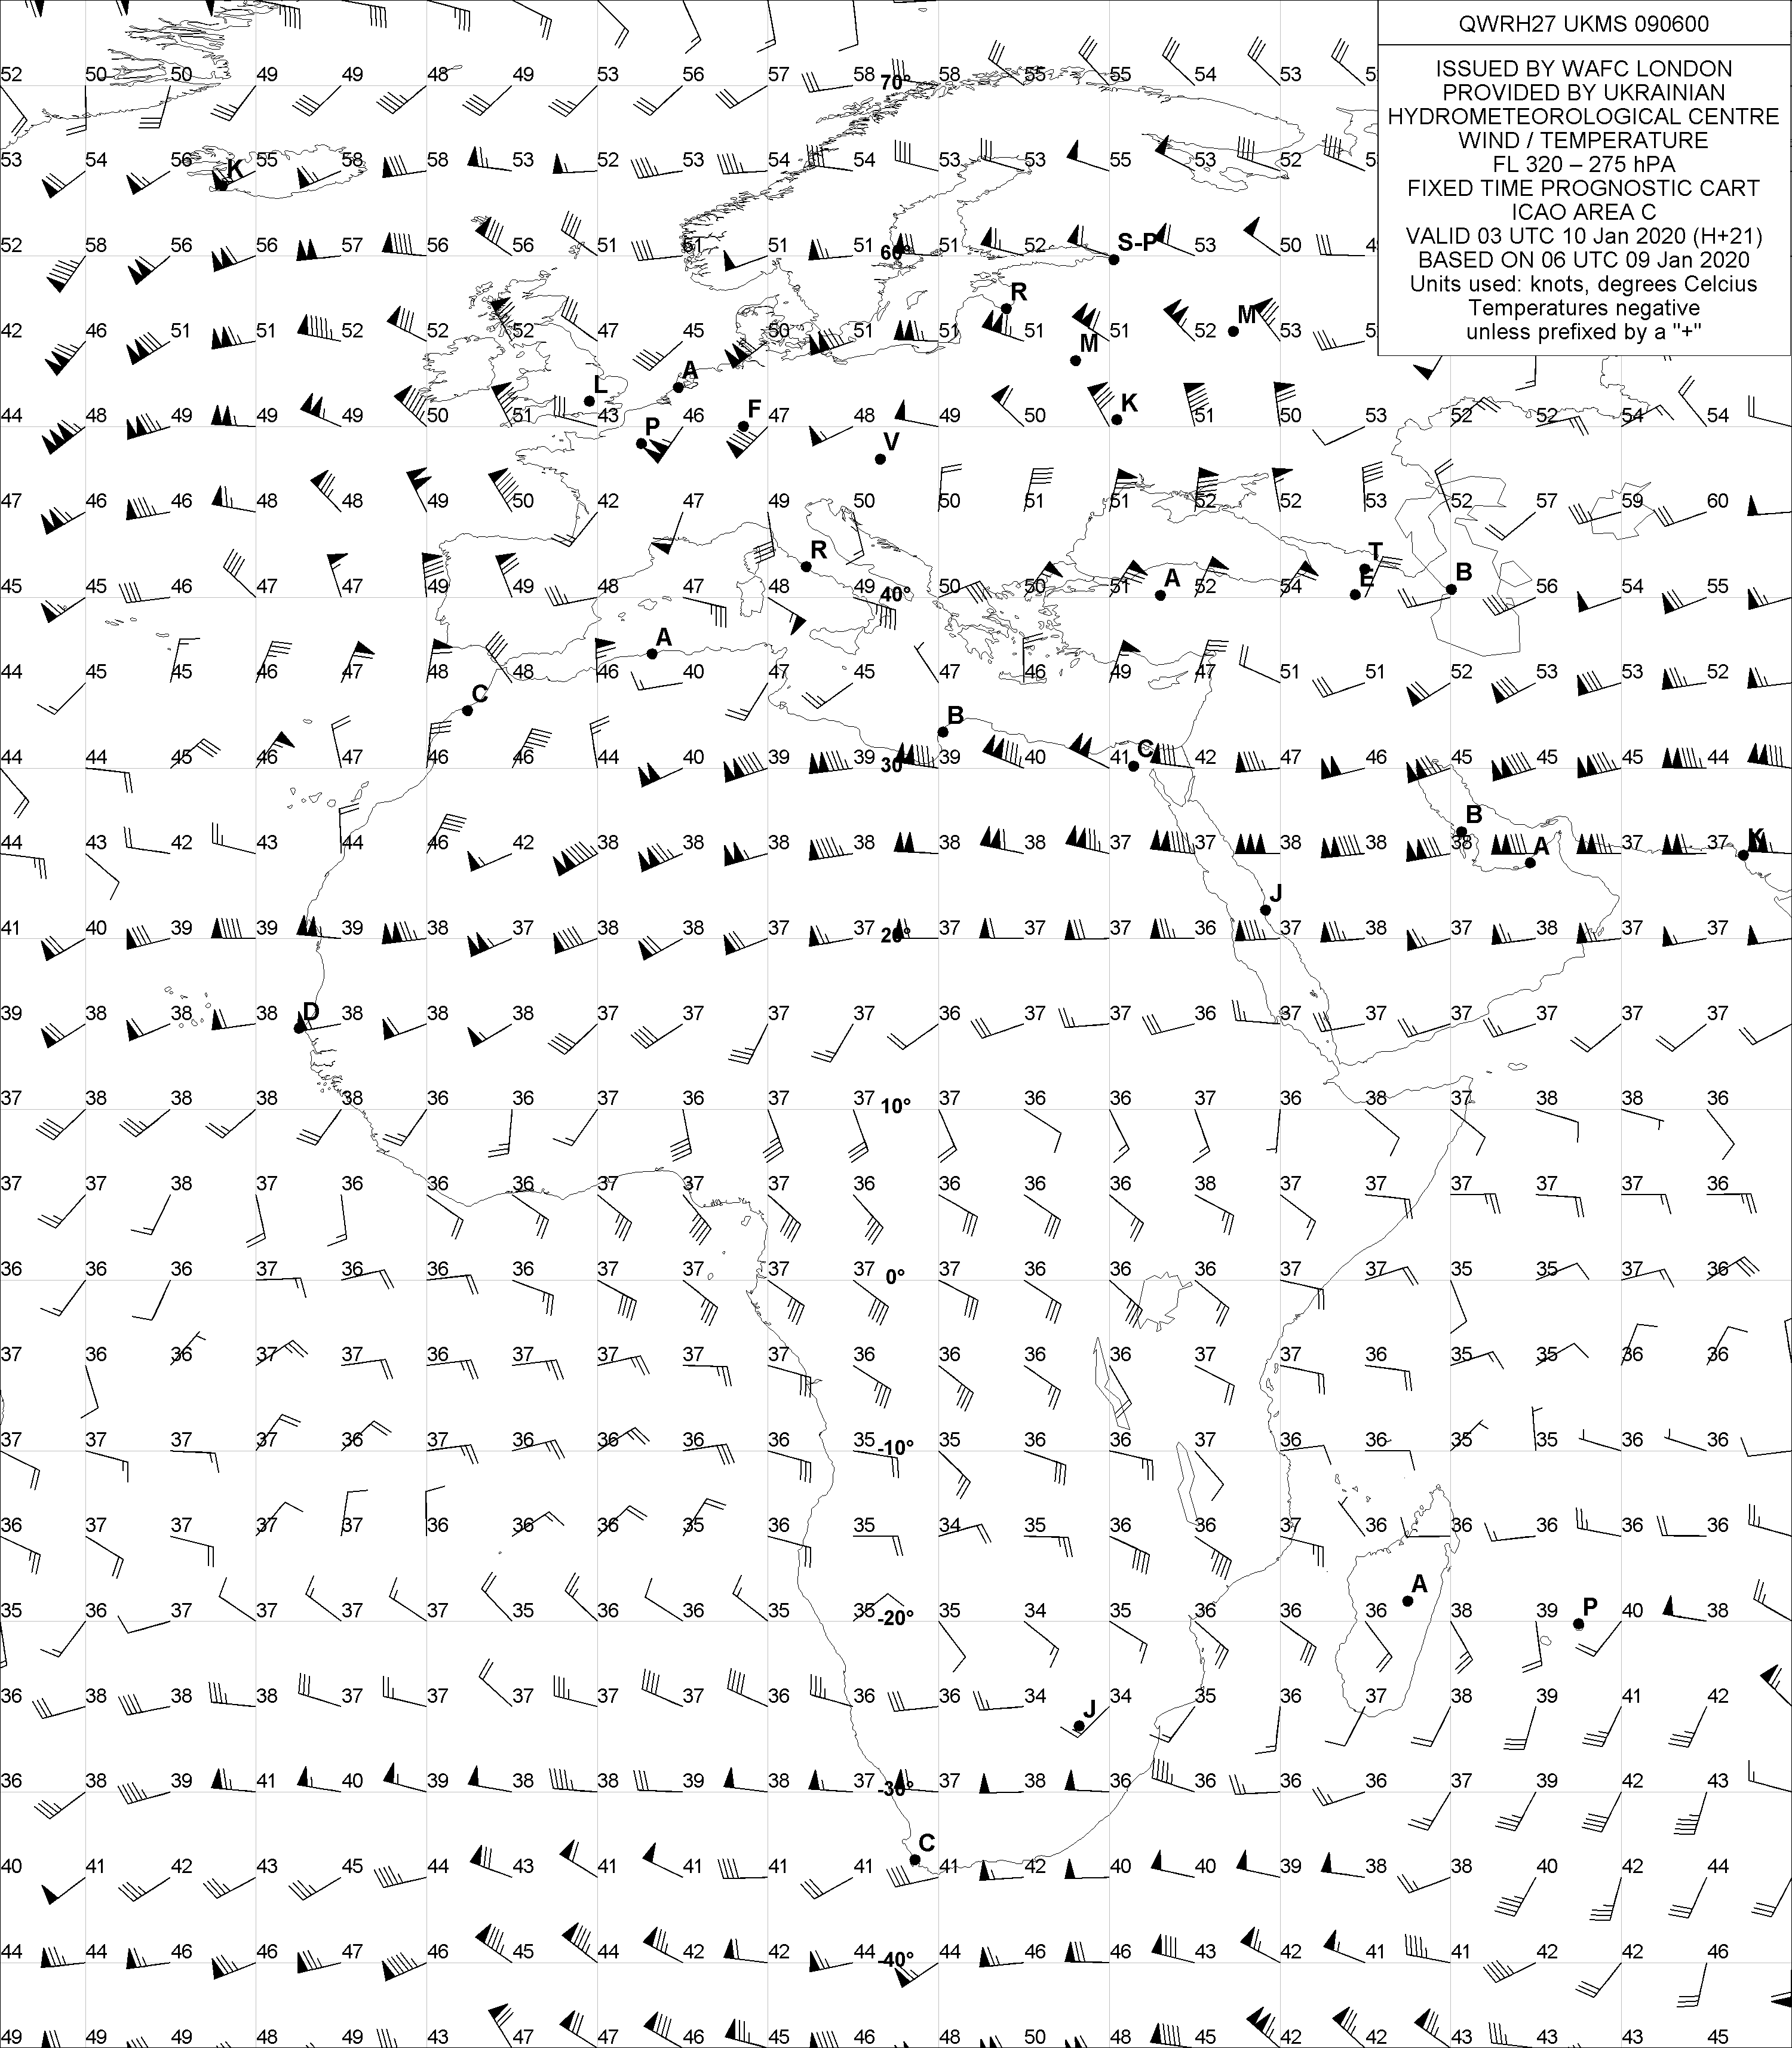 QWRH27 UKMS 090600
ISSUED BY WAFC LONDON
PROVIDED BY UKRAINIAN
HYDROMETEOROLOGICAL CENTRE
WIND / TEMPERATURE
FL 320 – 275 hPA
FIXED TIME PROGNOSTIC CART
ICAO AREA C
VALID 03 UTC 10 Jan 2020 (H+21)
BASED ON 06 UTC 09 Jan 2020
Units used: knots, degrees Celcius
Temperatures negative
unless prefixed by a "+"
52 50 50 49 49 48 49 53 56 57 58 70° 58 55 55 54 53 5
53 54 56 K 55 58 58 53 52 55 54 54 53 53 55 53 52 5
52 58 56 56 57 56 56 51 51 51 51 60° 51 52 S-P 53 50 4
R
42 46 51 51 52 52 52 47 45 50 51 51 51 M 51 52 M 53 5
L A
44 48 49 49 49 50 51 43 P 46 F 47 48 V 49 50 K 51 50 53 52 52 54 54
47 46 46 48 48 49 50 42 47 49 50 50 51 51 52 52 53 52 57 59 60
R T
45 45 46 47 47 49 49 48 49 40° 50 50 51 A 52 54 E B 56 54 55
44 45 45 46 47 48 48 46 A 40 47 45 47 46 49 47 51 51 52 53 53 52
C B
44 44 45 46 47 46 46 44 40 39 39 30° 39 40 41 C 42 47 46 45 45 45 44
B
44 43 42 43 44 46 42 38 38 38 38 38 38 37 37 38 38 38 A 37 37 K
J
41 40 39 39 39 38 37 38 38 37 37 20° 37 37 37 36 37 38 37 38 37 37
39 38 38 38 D 38 38 38 37 37 37 37 36 37 37 36 37 37 37 37 37 37
37 38 38 38 38 36 36 37 36 37 37 10° 37 36 36 37 36 38 37 38 38 36
37 37 38 37 36 36 36 37 37 37 36 36 36 36 38 37 37 37 37 37 36
36 36 36 37 36 36 36 37 37 37 37 0° 37 36 36 36 37 37 35 35 37 36
37 36 36 37 37 36 37 37 37 37 36 36 36 36 37 37 36 35 35 36 36
37 37 37 37 36 37 36 36 36 36 35 -10° 35 36 36 37 36 36 35 35 36 36
36 37 37 37 37 36 36 36 35 36 35 34 35 36 36 37 36 36 36 36 36
A
35 36 37 37 37 37 35 36 36 35 35 -20° 35 34 35 36 36 36 38 39 P 40 38
36 38 38 38 37 37 37 37 37 36 36 36 34 J 34 35 36 37 38 39 41 42
36 38 39 41 40 39 38 38 39 38 37 -30° 37 38 36 36 36 36 37 39 42 43
C
40 41 42 43 45 44 43 41 41 41 41 41 42 40 40 39 38 38 40 42 44
44 44 46 46 47 46 45 44 42 42 44 -40° 44 46 46 43 42 41 41 42 42 46
49 49 49 48 49 43 47 47 46 45 46 48 50 48 45 42 42 43 43 43 45